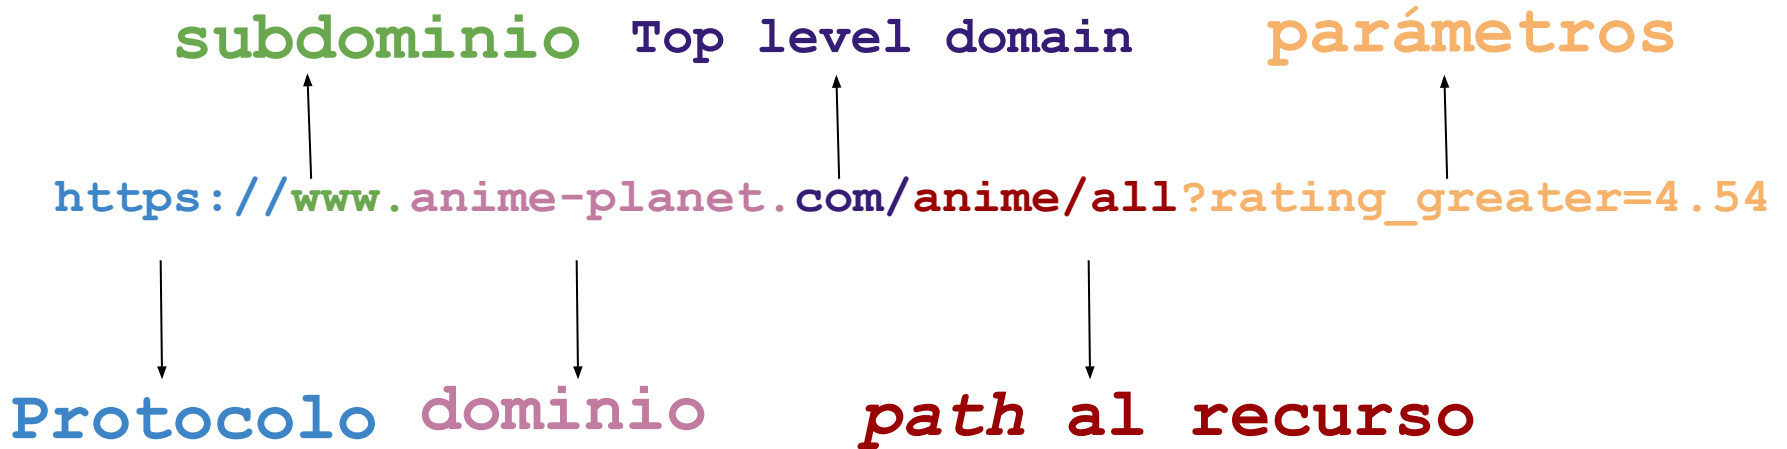 subdominio Top level domain parámetros
https://www.anime-planet.com/anime/all?rating_greater=4.54
Protocolo dominio path al recurso